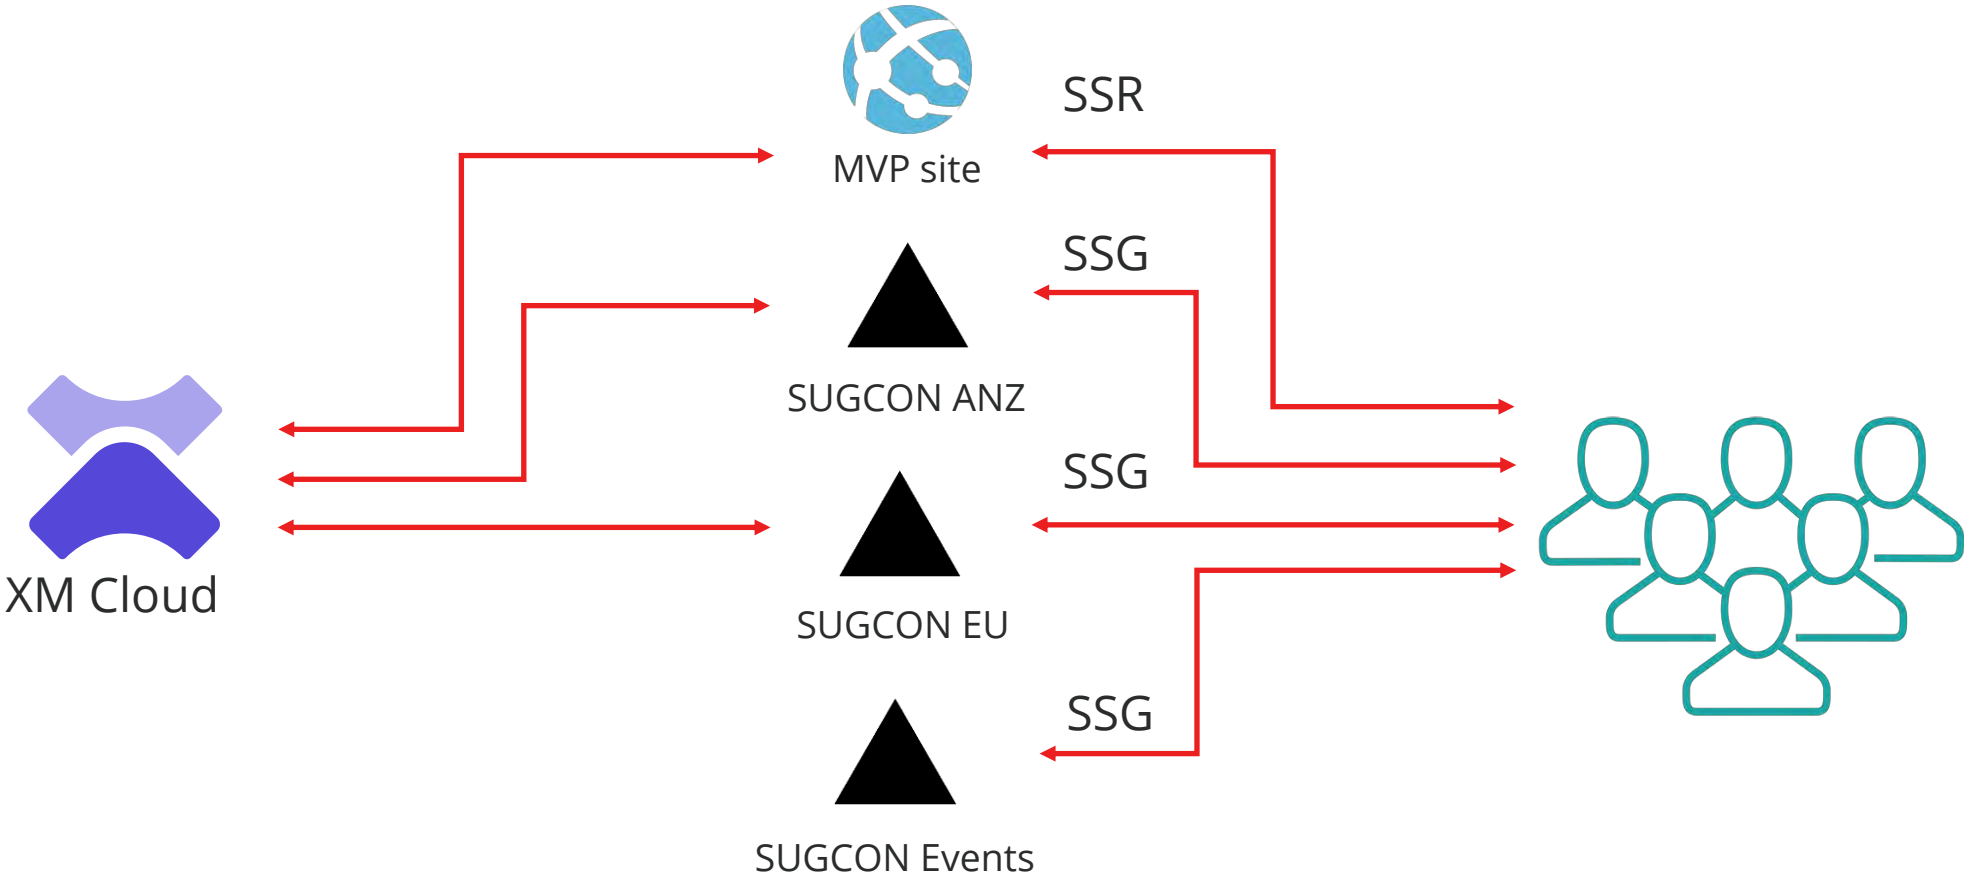 SSR
MVP site
SSG
SUGCON ANZ
SSG
XM Cloud
SUGCON EU
SSG
SUGCON Events